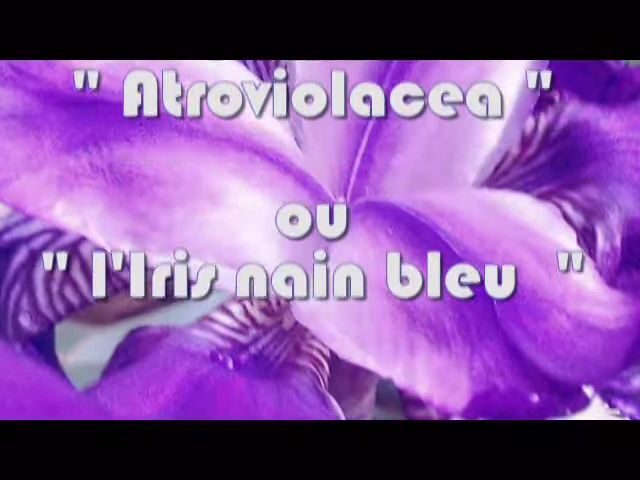 " Atroviolacea "
ou
" l'Iris nain bleu "